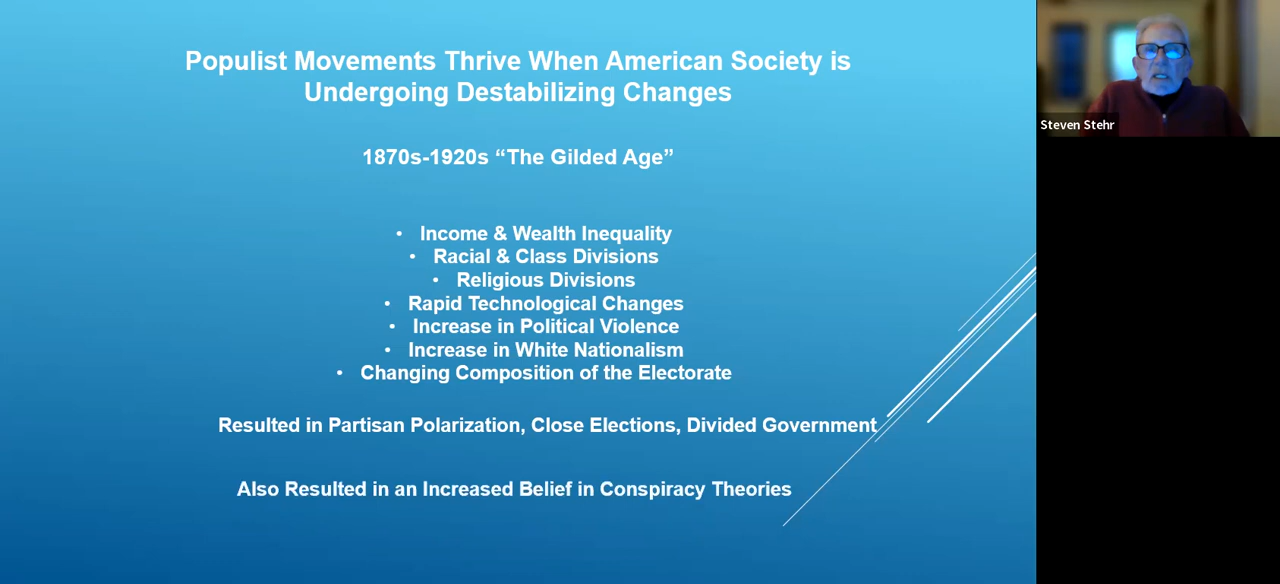 Populist Movements Thrive When American Society is
Undergoing Destabilizing Changes
1870s-1920s “The Gilded Age”
• Income & Wealth Inequality
• Racial & Class Divisions
• Religious Divisions
• Rapid Technological Changes
• Increase in Political Violence
• Increase in White Nationalism
• Changing Composition of the Electorate
Resulted in Partisan Polarization, Close Elections, Divided Government
Also Resulted in an Increased Belief in Conspiracy Theories
Steven Stehr